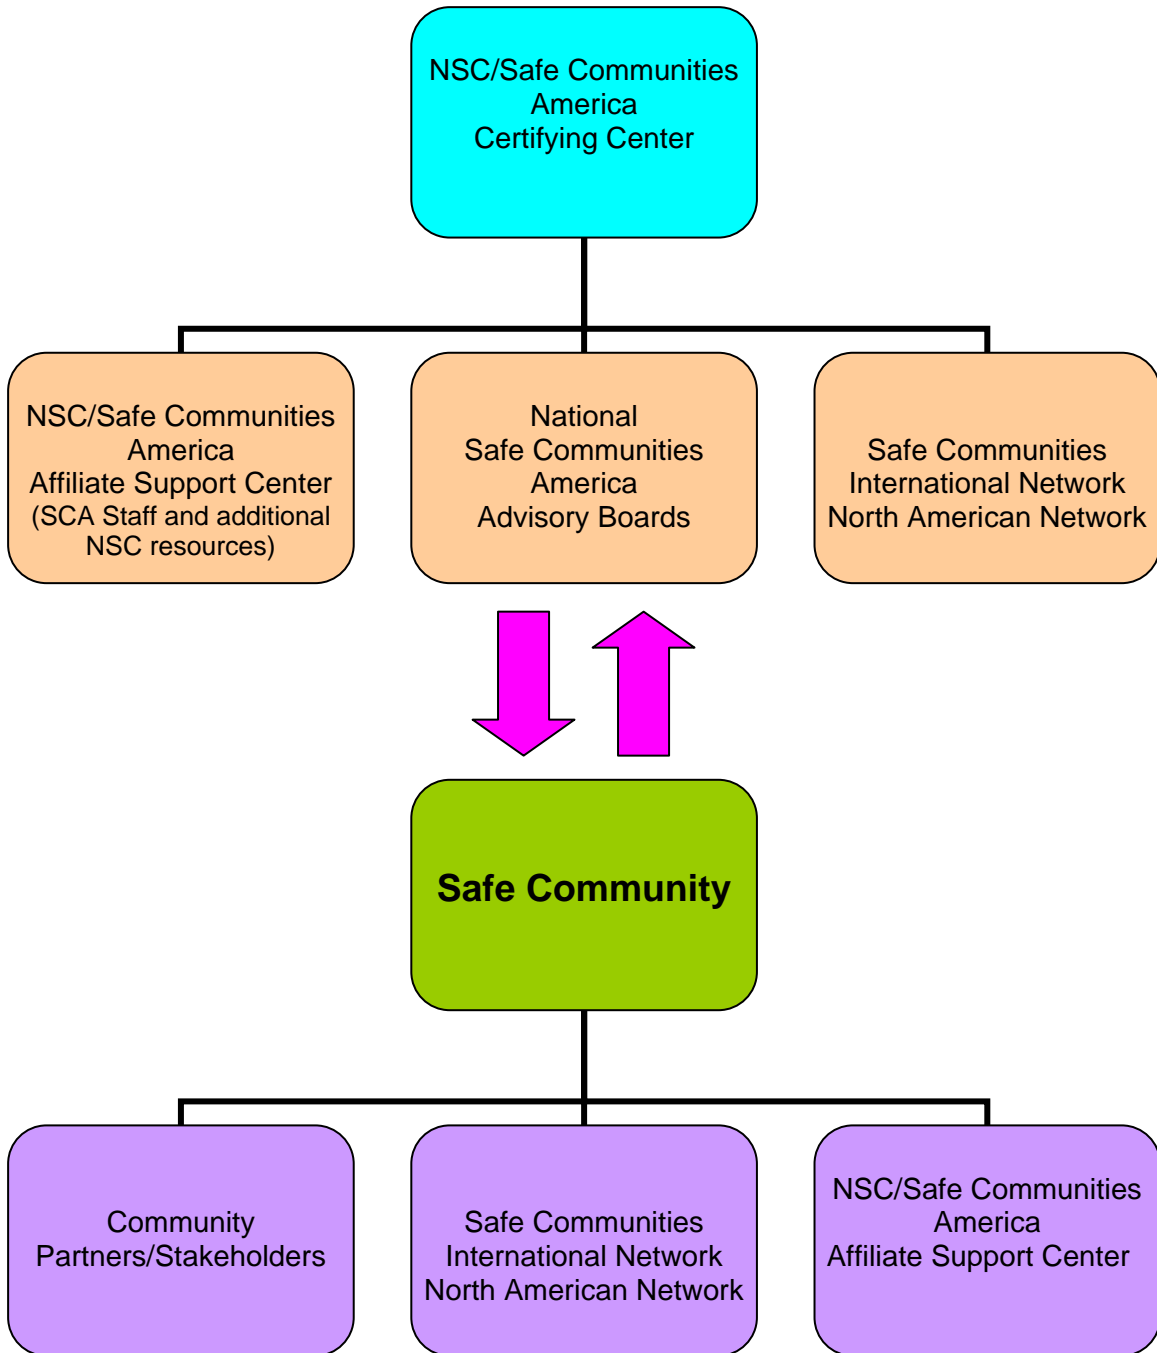 NSC/Safe Communities
America
Certifying Center
NSC/Safe Communities
America
Affiliate Support Center
(SCA Staff and additional
NSC resources)
National
Safe Communities
America
Advisory Boards
Safe Communities
International Network
North American Network
Safe Community
Community
Partners/Stakeholders
Safe Communities
International Network
North American Network
NSC/Safe Communities
America
Affiliate Support Center